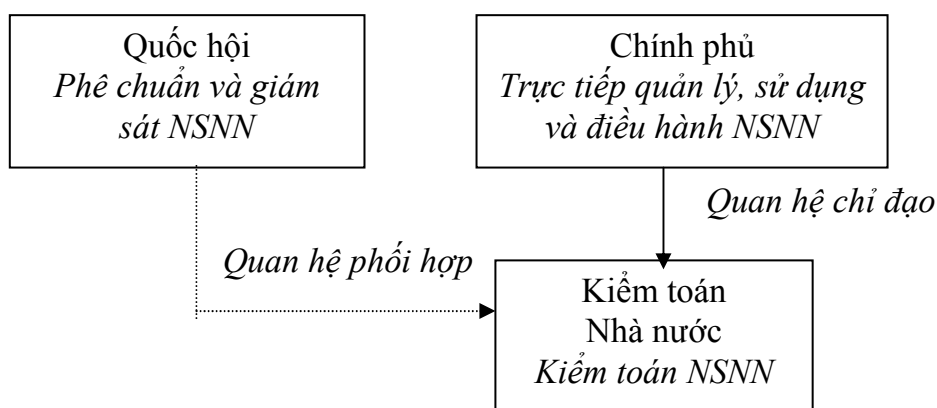 Quốc hội
Phê chuẩn và giám
sát NSNN
Chính phủ
Trực tiếp quản lý, sử dụng
và điều hành NSNN
Quan hệ chỉ đạo
Quan hệ phối hợp
Kiểm toán
Nhà nước
Kiểm toán NSNN